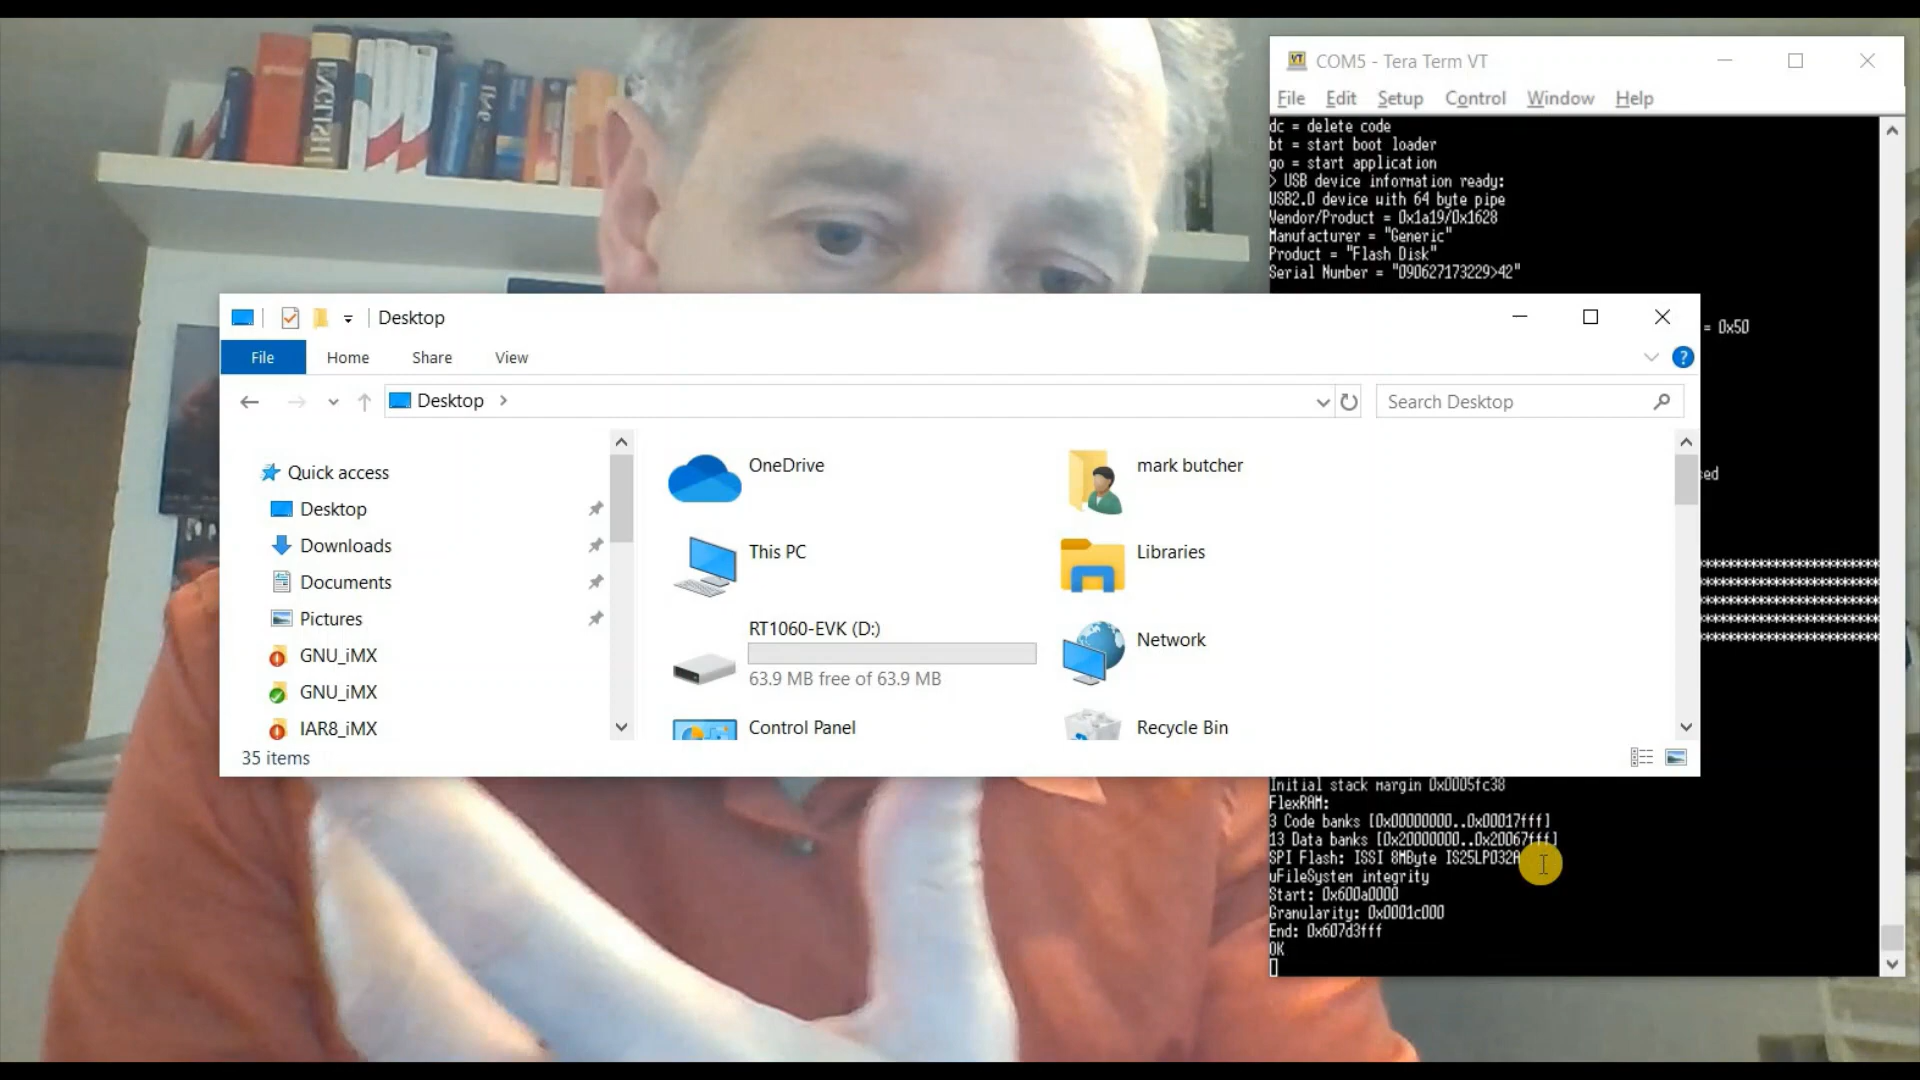 ENGLISH
COM5 - Tera Term VT
File Edit Setup Control Window Help
dc = delete code
bt = start boot loader
go = start application
> USB device information ready:
USB2.0 device with 64 byte pipe
Vendor/Product = 0x1a19/0x1628
Manufacturer = "Generic"
Product = "Flash Disk"
Serial Number = "090627173229>42"
= 0x50
Desktop
File Home Share View
Desktop
Search Desktop
Quick access
Desktop
Downloads
Documents
Pictures
GNU_iMX
GNU_iMX
IAR8_iMX
OneDrive
mark butcher
This PC
Libraries
RT1060-EVK (D:)
63.9 MB free of 63.9 MB
Network
Control Panel
Recycle Bin
35 items
sed
*****************************
*****************************
*****************************
*****************************
*****************************
Initial stack margin 0x0005fc38
FlexRAM:
3 Code banks [0x00000000..0x00017fff]
13 Data banks [0x20000000..0x20067fff]
SPI Flash: ISSI 8MByte IS25LP032A
uFileSystem integrity
Start: 0x600a0000
Granularity: 0x0001c000
End: 0x607d3fff
OK